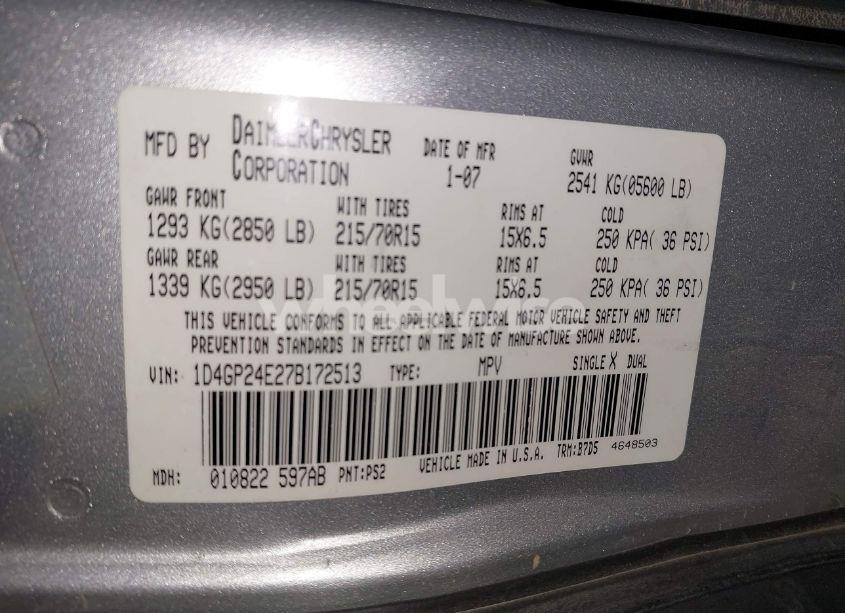 MFD BY DAIMLERCHRYSLER CORPORATION DATE OF MFR 1-07 GVWR 2541 KG(05600 LB)
GAWR FRONT WITH TIRES RIMS AT COLD
1293 KG(2850 LB) 215/70R15 15X6.5 250 KPA( 36 PSI)
GAWR REAR WITH TIRES RIMS AT COLD
1339 KG(2950 LB) 215/70R15 15X6.5 250 KPA( 36 PSI)
THIS VEHICLE CONFORMS TO ALL APPLICABLE FEDERAL MOTOR VEHICLE SAFETY AND THEFT
PREVENTION STANDARDS IN EFFECT ON THE DATE OF MANUFACTURE SHOWN ABOVE.
VIN: 1D4GP24E27B172513 TYPE: MPV SINGLE X DUAL
MDH: 010822 597AB PNT:PS2 VEHICLE MADE IN U.S.A. TRM:B7D5 4648503